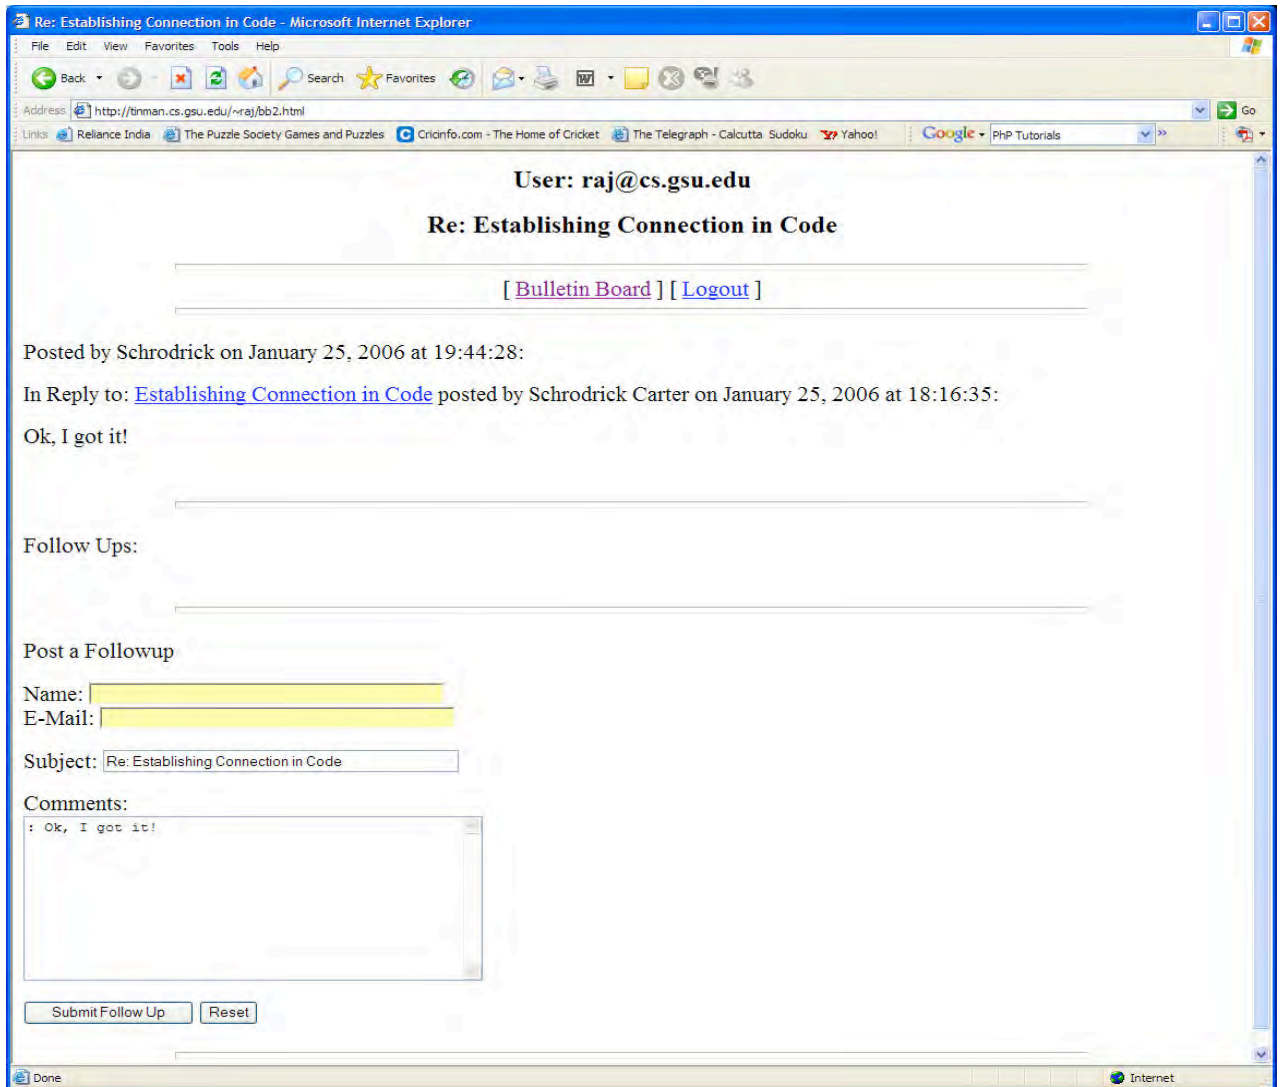 Re: Establishing Connection in Code - Microsoft Internet Explorer
File Edit View Favorites Tools Help
Back Search Favorites
Address http://tinman.cs.gsu.edu/~raj/bb2.html Go
Links Reliance India The Puzzle Society Games and Puzzles Cricinfo.com - The Home of Cricket The Telegraph - Calcutta Sudoku Yahoo! Google PhP Tutorials »
User: raj@cs.gsu.edu
Re: Establishing Connection in Code
[ Bulletin Board ] [ Logout ]
Posted by Schrodrick on January 25, 2006 at 19:44:28:
In Reply to: Establishing Connection in Code posted by Schrodrick Carter on January 25, 2006 at 18:16:35:
Ok, I got it!
Follow Ups:
Post a Followup
Name:
E-Mail:
Subject: Re: Establishing Connection in Code
Comments:
: Ok, I got it!
Submit Follow Up Reset
Done Internet